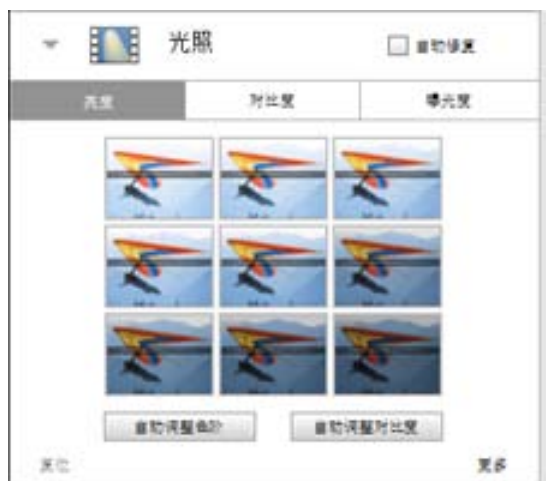 光照
自动修复
亮度 对比度 曝光度
自动调整色阶 自动调整对比度
复位 更多